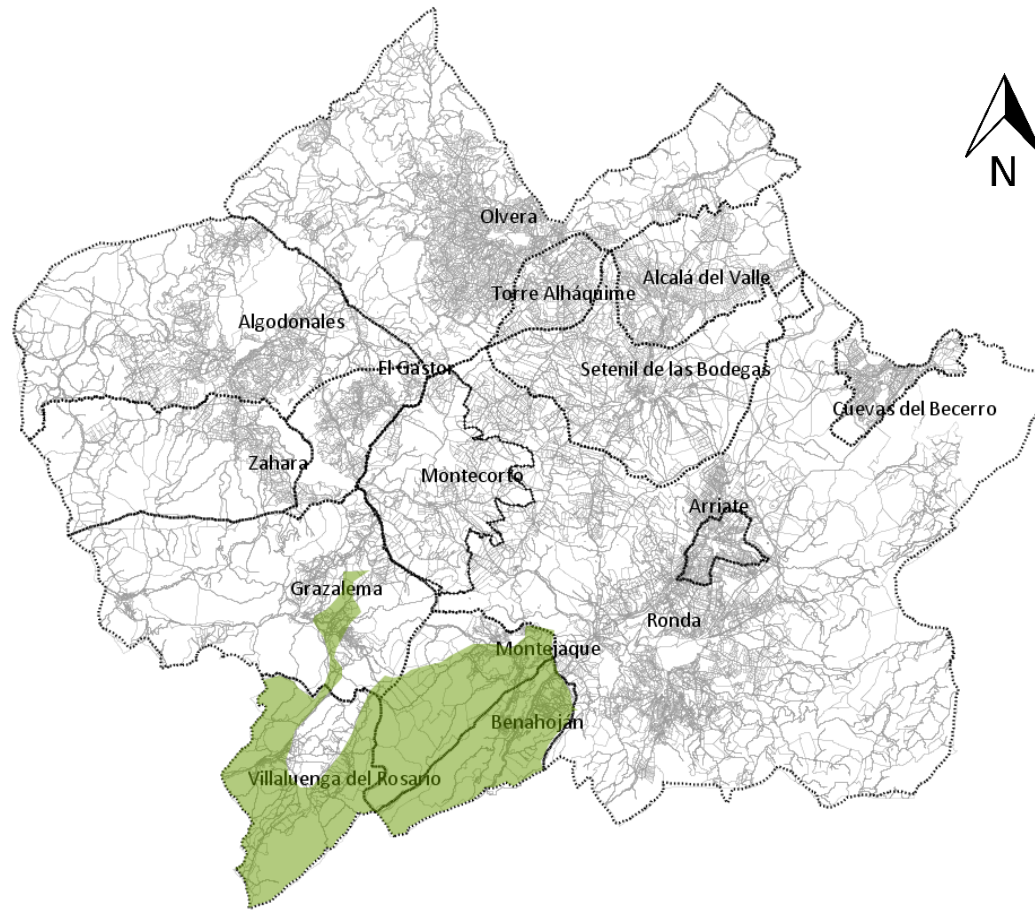 N
Olvera
Alcalá del Valle
Torre Alháquime
Algodonales
El Gastor
Setenil de las Bodegas
Cuevas del Becerro
Zahara
Montecorto
Arriate
Grazalema
Ronda
Montejaque
Benahoján
Villaluenga del Rosario